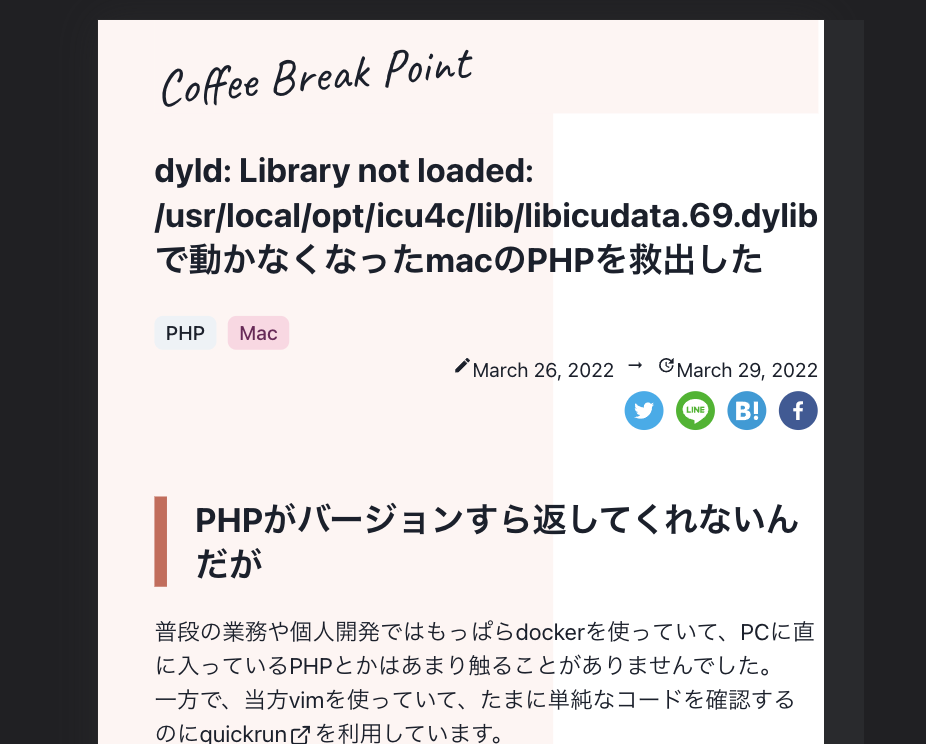 Coffee Break Point
dyld: Library not loaded:
/usr/local/opt/icu4c/lib/libicudata.69.dylib
で動かなくなったmacのPHPを救出した
PHP Mac
March 26, 2022 → March 29, 2022
LINE B! f
PHPがバージョンすら返してくれないん
だが
普段の業務や個人開発ではもっぱらdockerを使っていて、PCに直
に入っているPHPとかはあまり触ることがありませんでした。
一方で、当方vimを使っていて、たまに単純なコードを確認する
のにquickrunを利用しています。